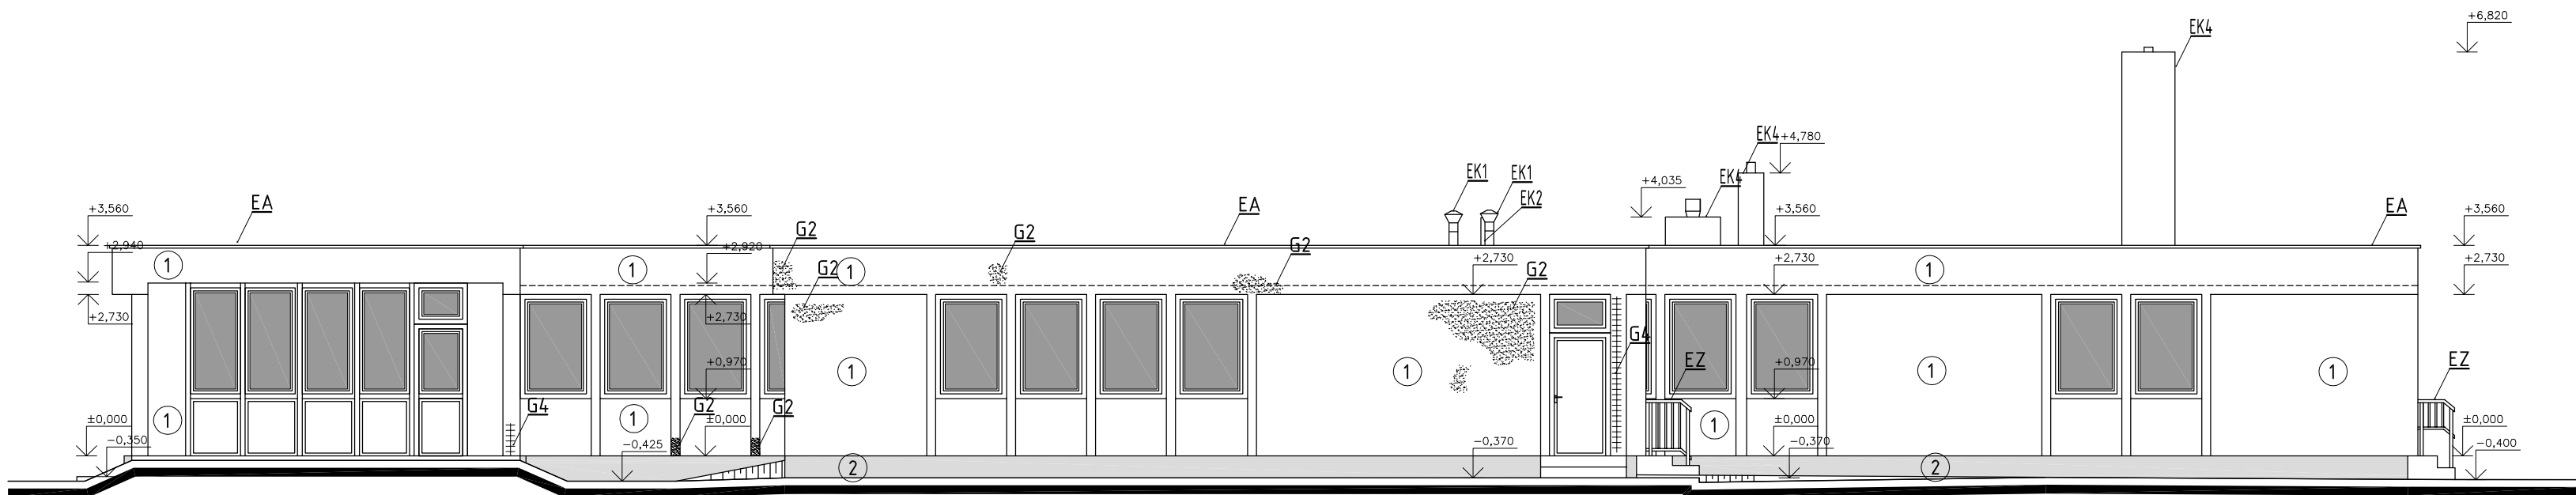 +6,820
EK4
EK4
+4,780
EK1
EK1
EK4
+4,035
EK2
EA
EA
EA
+3,560
+3,560
+3,560
+3,560
G2
G2
G2
+2,940
+2,920
1
1
G2
1
+2,730
G2
+2,730
1
+2,730
+2,730
+2,730
G4
EZ
EZ
+0,970
+0,970
1
1
1
1
G4
G2
G2
1
1
1
±0,000
±0,000
±0,000
±0,000
-0,350
-0,425
-0,370
-0,370
-0,400
2
2